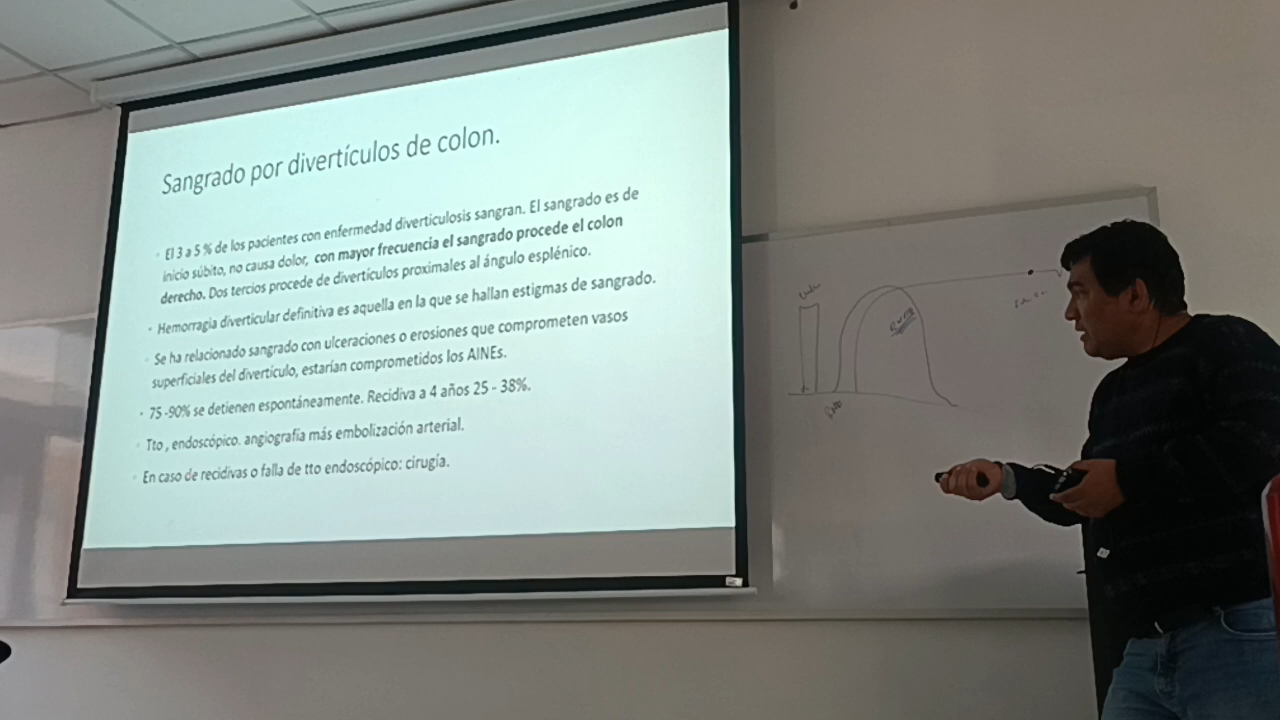 Sangrado por divertículos de colon.
El 3 a 5 % de los pacientes con enfermedad diverticulosis sangran. El sangrado es de
inicio súbito, no causa dolor, con mayor frecuencia el sangrado procede el colon
derecho. Dos tercios procede de divertículos proximales al ángulo esplénico.
Hemorragia diverticular definitiva es aquella en la que se hallan estigmas de sangrado.
Se ha relacionado sangrado con ulceraciones o erosiones que comprometen vasos
superficiales del divertículo, estarían comprometidos los AINEs.
75 -90% se detienen espontáneamente. Recidiva a 4 años 25 - 38%.
Tto , endoscópico. angiografía más embolización arterial.
En caso de recidivas o falla de tto endoscópico: cirugía.